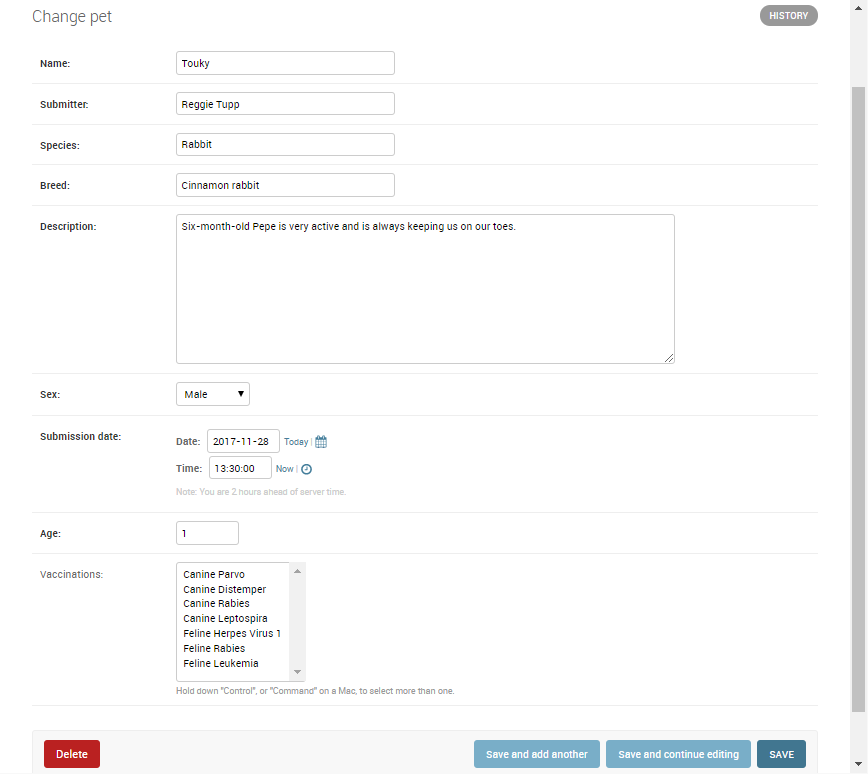 Change pet
HISTORY
Name: Touky
Submitter: Reggie Tupp
Species: Rabbit
Breed: Cinnamon rabbit
Description: Six-month-old Pepe is very active and is always keeping us on our toes.
Sex: Male
Submission date:
Date: 2017-11-28 Today |
Time: 13:30:00 Now |
Note: You are 2 hours ahead of server time.
Age: 1
Vaccinations:
Canine Parvo
Canine Distemper
Canine Rabies
Canine Leptospira
Feline Herpes Virus 1
Feline Rabies
Feline Leukemia
Hold down "Control", or "Command" on a Mac, to select more than one.
Delete
Save and add another
Save and continue editing
SAVE